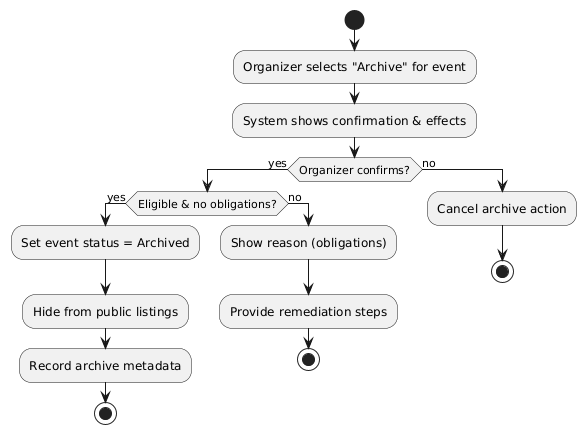 Organizer selects "Archive" for event
System shows confirmation & effects
yes
Organizer confirms?
no
yes
Eligible & no obligations?
no
Set event status = Archived
Hide from public listings
Record archive metadata
Show reason (obligations)
Provide remediation steps
Cancel archive action